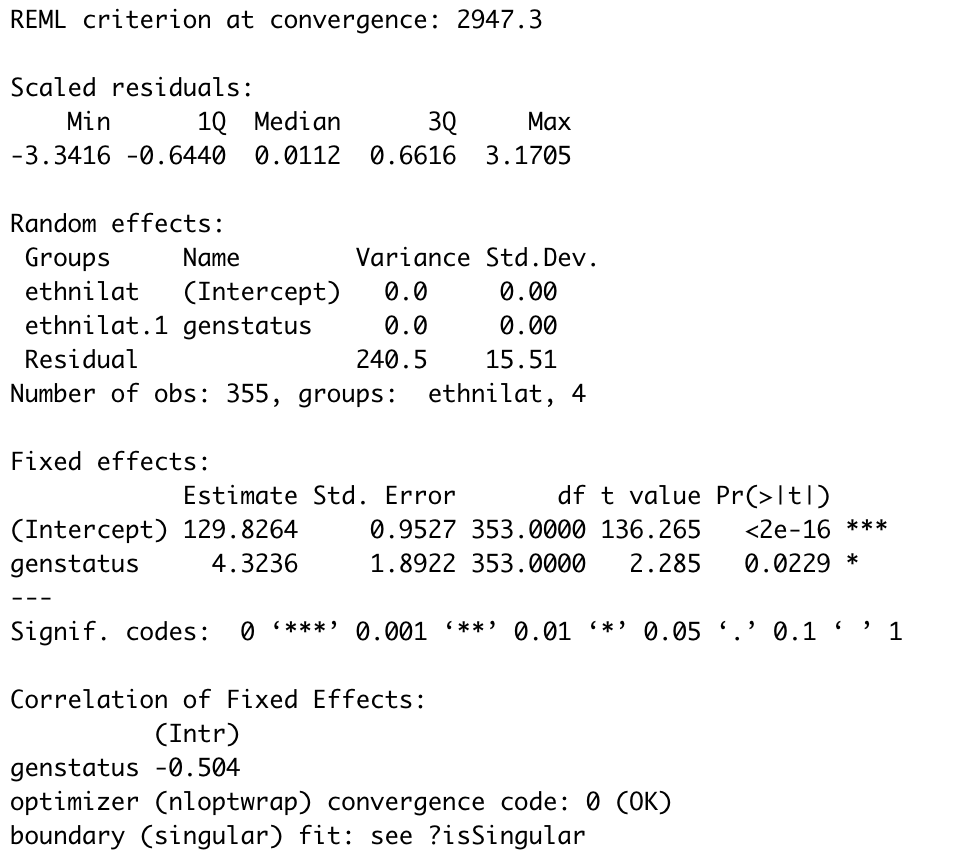 REML criterion at convergence: 2947.3
Scaled residuals:
Min 1Q Median 3Q Max
-3.3416 -0.6440 0.0112 0.6616 3.1705
Random effects:
Groups Name Variance Std.Dev.
ethnilat (Intercept) 0.0 0.00
ethnilat.1 genstatus 0.0 0.00
Residual 240.5 15.51
Number of obs: 355, groups: ethnilat, 4
Fixed effects:
Estimate Std. Error df t value Pr(>|t|)
(Intercept) 129.8264 0.9527 353.0000 136.265 <2e-16 ***
genstatus 4.3236 1.8922 353.0000 2.285 0.0229 *
---
Signif. codes: 0 ‘***’ 0.001 ‘**’ 0.01 ‘*’ 0.05 ‘.’ 0.1 ‘ ’ 1
Correlation of Fixed Effects:
(Intr)
genstatus -0.504
optimizer (nloptwrap) convergence code: 0 (OK)
boundary (singular) fit: see ?isSingular